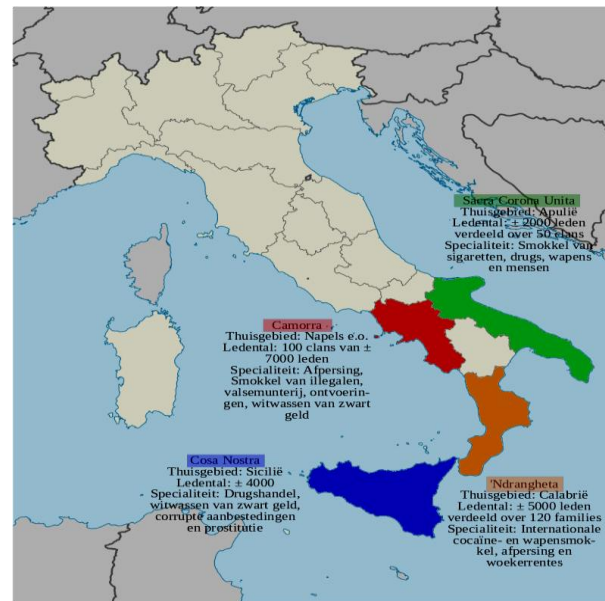 Sacra Corona Unita
Thuisgebied: Apulië
Ledental: ± 2000 leden
verdeeld over 50 clans
Specialiteit: Smokkel van
sigaretten, drugs, wapens
en mensen
Camorra
Thuisgebied: Napels e.o.
Ledental: 100 clans van ±
7000 leden
Specialiteit: Afpersing,
Smokkel van illegalen,
valsemunterij, ontvoerin-
gen, witwassen van zwart
geld
Cosa Nostra
Thuisgebied: Sicilië
Ledental: ± 4000
Specialiteit: Drugshandel,
witwassen van zwart geld,
corrupte aanbestedingen
en prostitutie
'Ndrangheta
Thuisgebied: Calabrië
Ledental: ± 5000 leden
verdeeld over 120 families
Specialiteit: Internationale
cocaïne- en wapensmok-
kel, afpersing en
woekerrentes